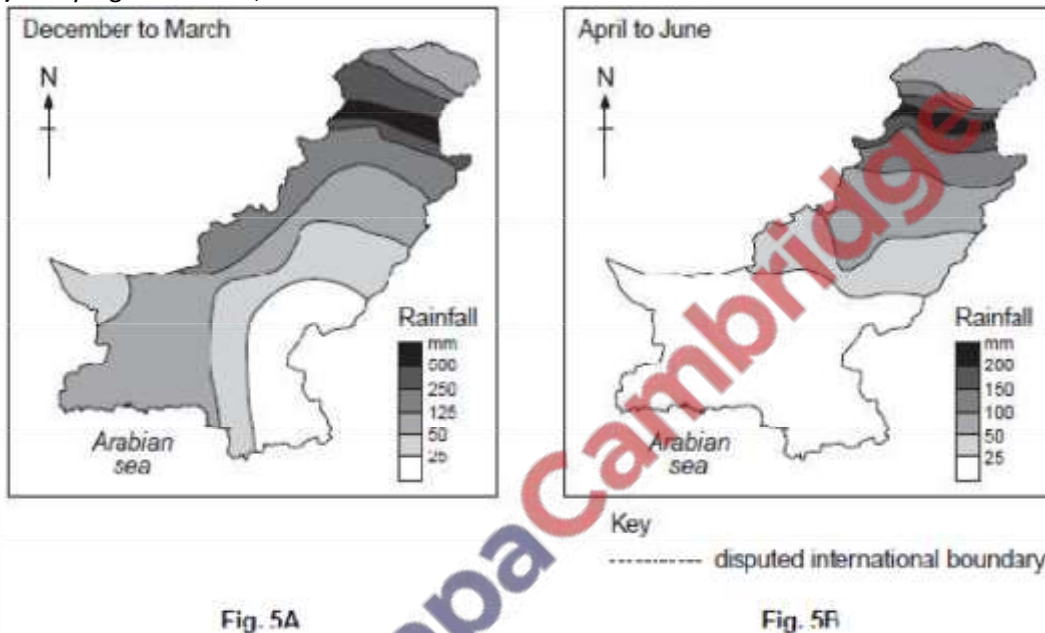 December to March
N
Rainfall
mm
500
250
125
50
25
Arabian
sea
Fig. 5A
April to June
N
Rainfall
mm
200
150
100
50
25
Arabian
sea
Key
disputed international boundary
Fig. 5B
paCambridge